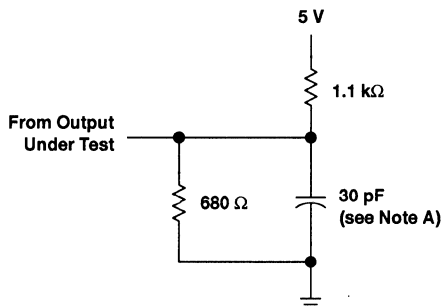 5 V
1.1 kΩ
From Output
Under Test
680 Ω
30 pF
(see Note A)